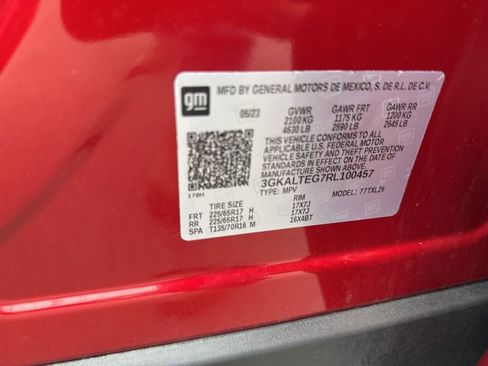 gm
MFD BY GENERAL MOTORS DE MEXICO, S. DE R.L. DE C.V.
05/23 GVWR GAWR FRT GAWR RR
2100 KG 1175 KG 1200 KG
4630 LB 2590 LB 2645 LB
THIS VEHICLE CONFORMS TO ALL
APPLICABLE U.S. FEDERAL MOTOR
VEHICLE SAFETY AND THEFT PREVENTION
STANDARDS IN EFFECT ON THE DATE OF
MANUFACTURE SHOWN ABOVE.
3GKALTEG7RL100457
TYPE: MPV MODEL: 777XL26
TIRE SIZE RIM
FRT 225/65R17 H 17X7J
RR 225/65R17 H 17X7J
SPA T135/70R16 M 16X4BT